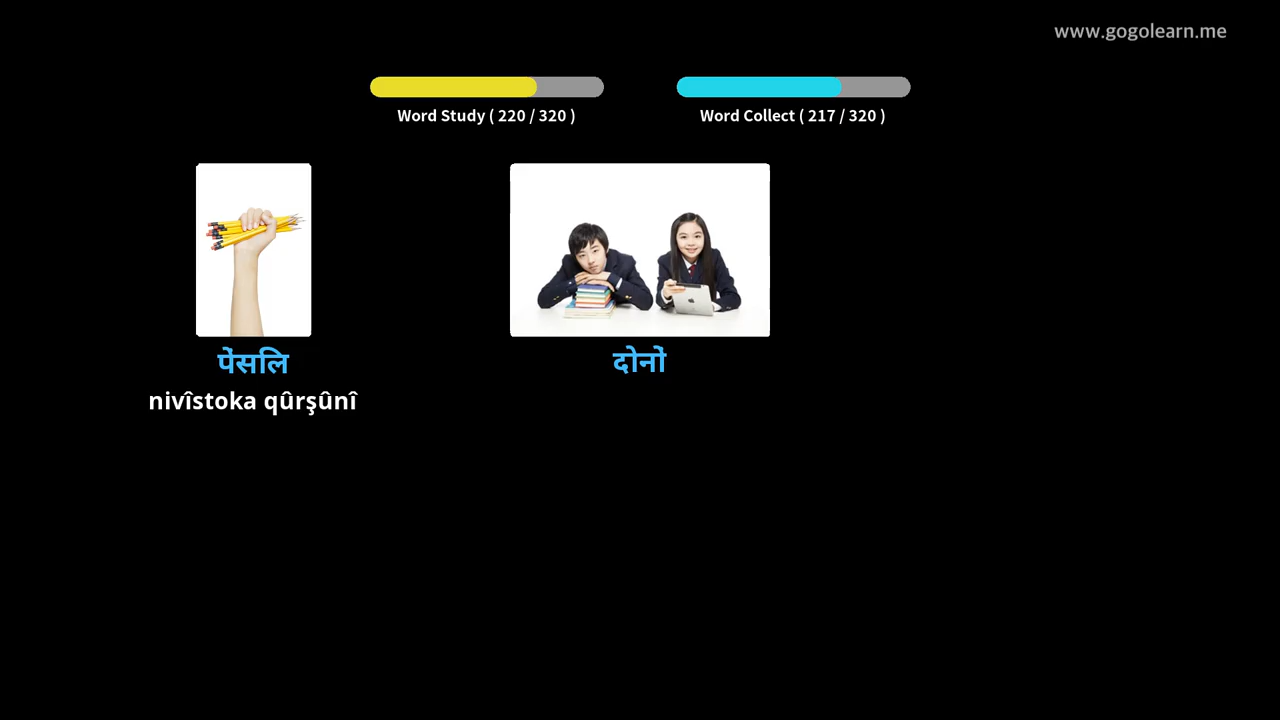 www.gogolearn.me
Word Study ( 220 / 320 )
Word Collect ( 217 / 320 )
पेंसलि
दोनों
nivîstoka qûrşûnî